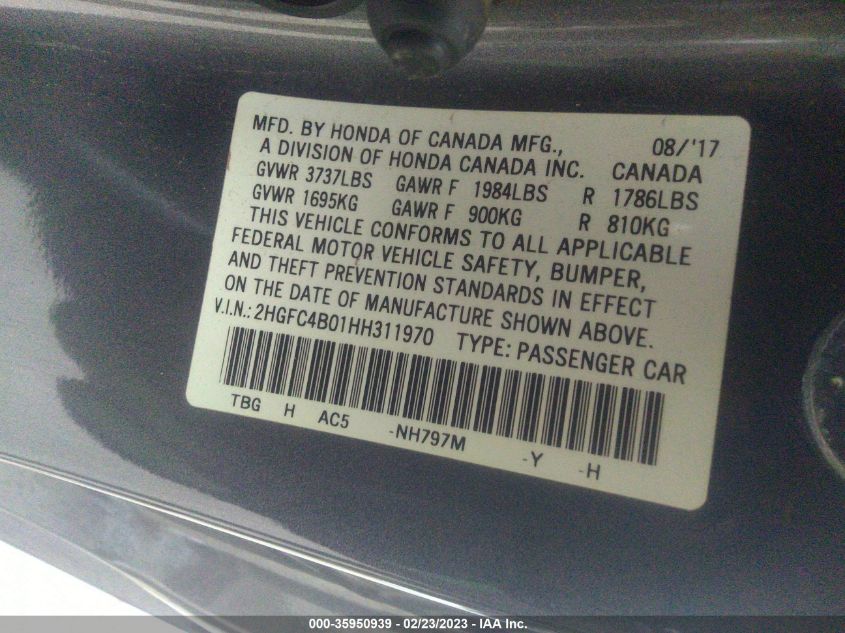 MFD. BY HONDA OF CANADA MFG., 08/'17
A DIVISION OF HONDA CANADA INC. CANADA
GVWR 3737LBS GAWR F 1984LBS R 1786LBS
GVWR 1695KG GAWR F 900KG R 810KG
THIS VEHICLE CONFORMS TO ALL APPLICABLE
FEDERAL MOTOR VEHICLE SAFETY, BUMPER,
AND THEFT PREVENTION STANDARDS IN EFFECT
ON THE DATE OF MANUFACTURE SHOWN ABOVE.
V.I.N.: 2HGFC4B01HH311970 TYPE: PASSENGER CAR
TBG H AC5 -NH797M -Y -H
000-35950939 - 02/23/2023 - IAA Inc.